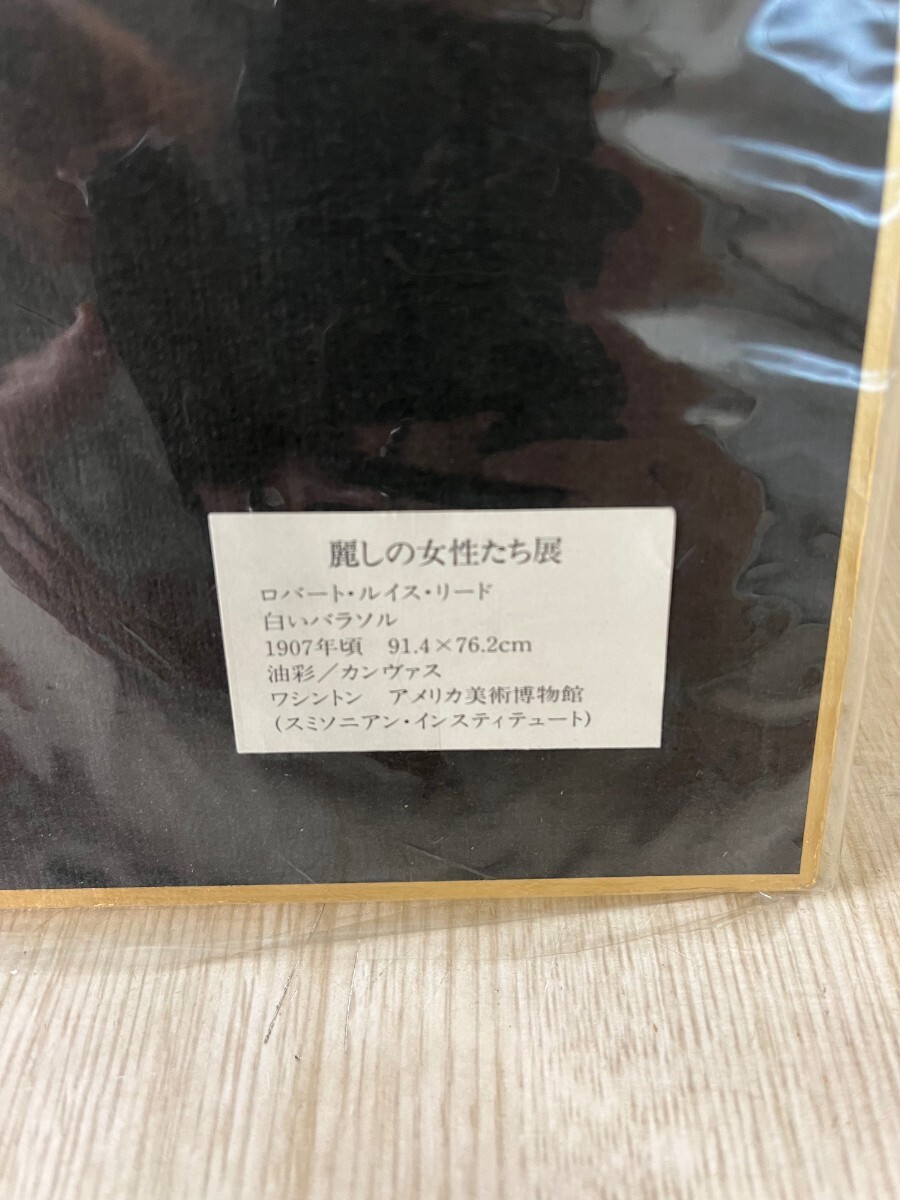 麗しの女性たち展
ロバート・ルイス・リード
白いバラソル
1907年頃　91.4×76.2cm
油彩／カンヴァス
ワシントン　アメリカ美術博物館
（スミソニアン・インスティテュート）